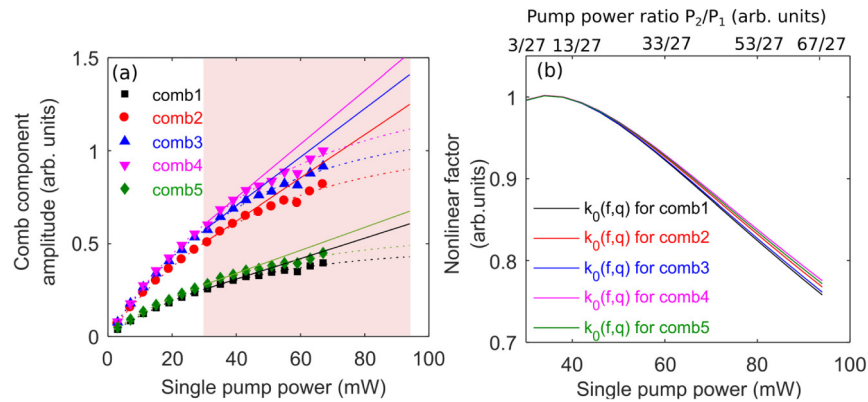 (a)
1.5
1
0.5
0
Comb component
amplitude (arb. units)
comb1
comb2
comb3
comb4
comb5
0 20 40 60 80 100
Single pump power (mW)
Pump power ratio P₂/P₁ (arb. units)
3/27 13/27 33/27 53/27 67/27
(b)
1
0.9
0.8
0.7
Nonlinear factor
(arb.units)
k₀(f,q) for comb1
k₀(f,q) for comb2
k₀(f,q) for comb3
k₀(f,q) for comb4
k₀(f,q) for comb5
40 60 80 100
Single pump power (mW)